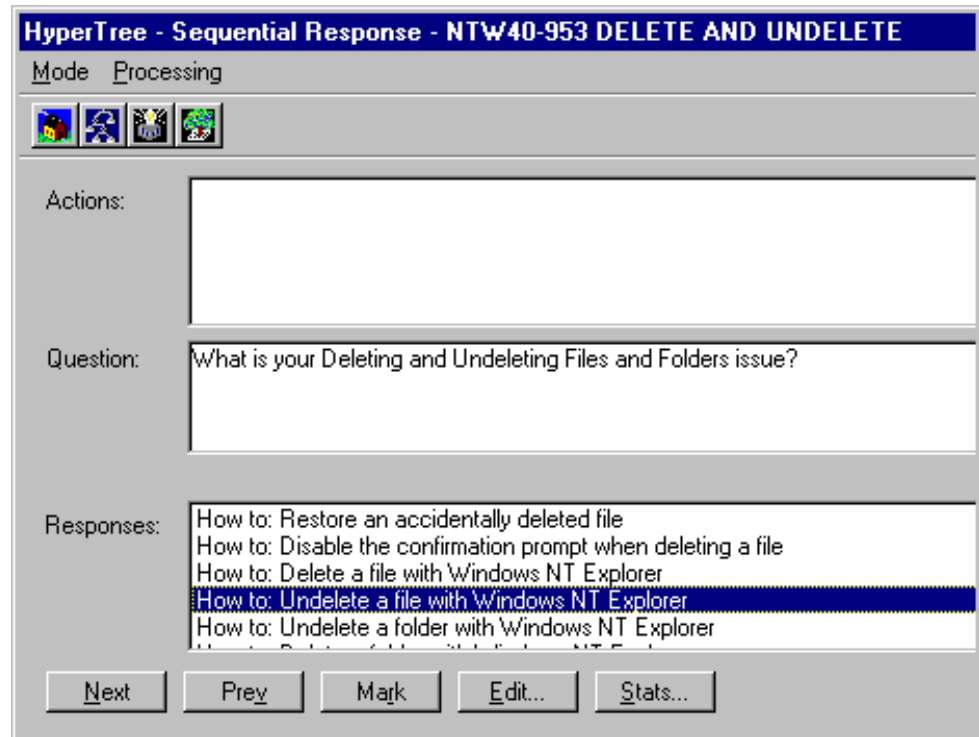 HyperTree - Sequential Response - NTW40-953 DELETE AND UNDELETE
Mode Processing
Actions:
Question: What is your Deleting and Undeleting Files and Folders issue?
Responses: How to: Restore an accidentally deleted file
How to: Disable the confirmation prompt when deleting a file
How to: Delete a file with Windows NT Explorer
How to: Undelete a file with Windows NT Explorer
How to: Undelete a folder with Windows NT Explorer
Next Prev Mark Edit... Stats...